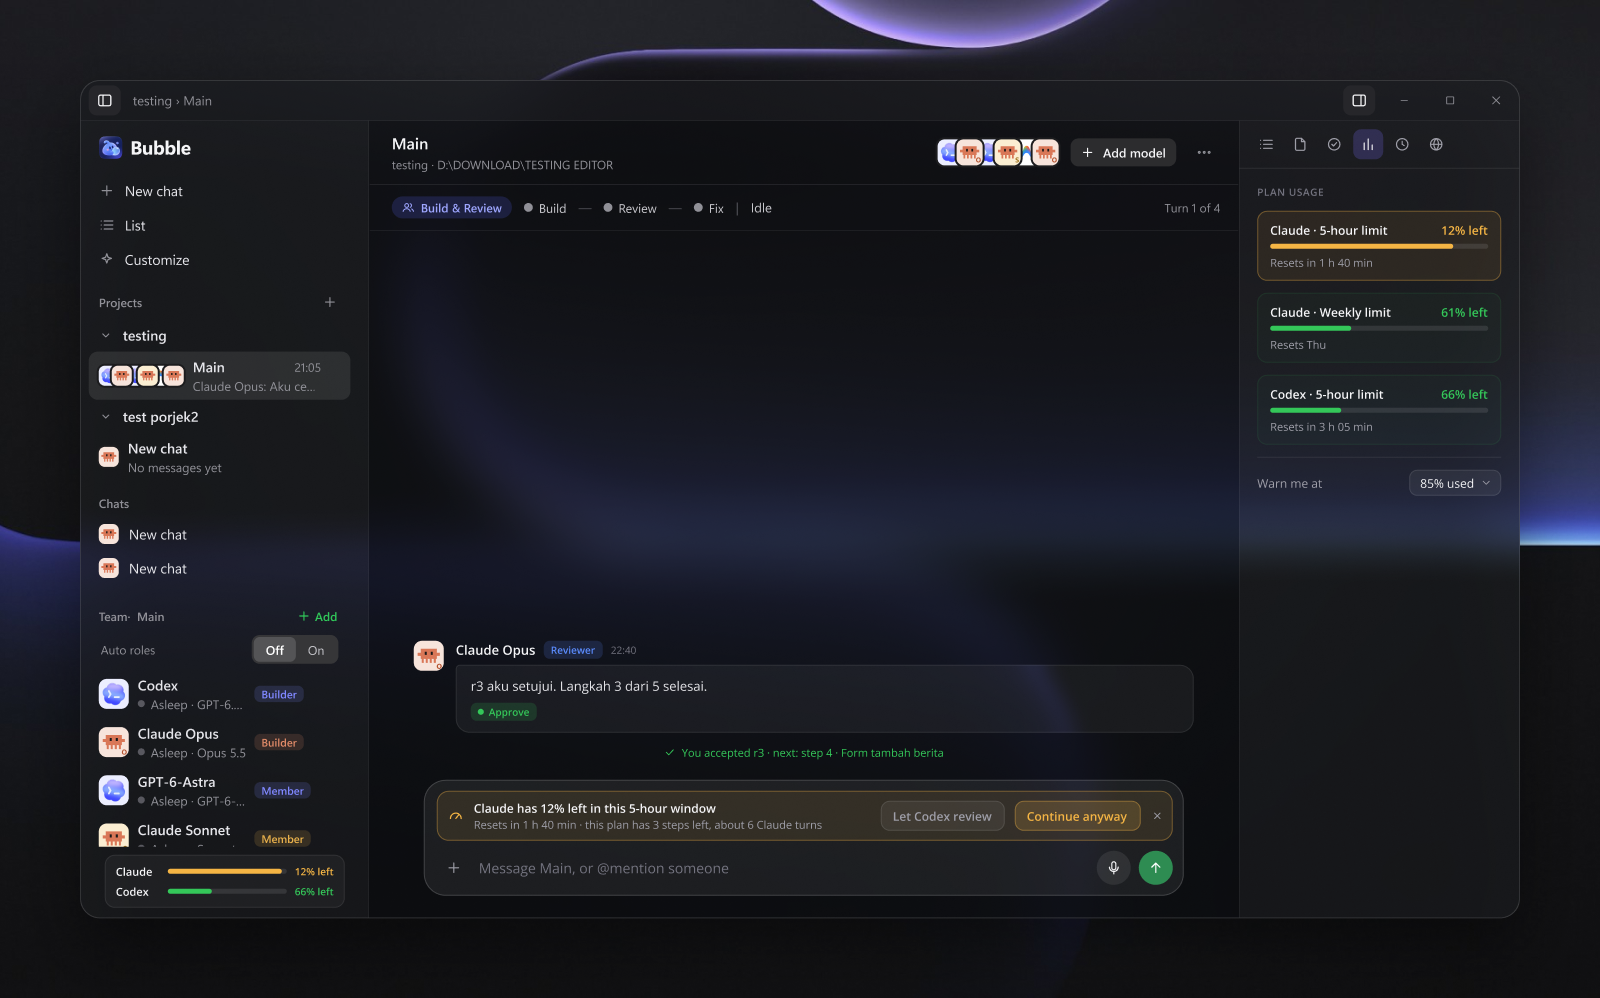 testing › Main
Bubble
New chat
List
Customize
Projects
testing
Main 21:05
Claude Opus: Aku ce...
test porjek2
New chat
No messages yet
Chats
New chat
New chat
Team· Main + Add
Auto roles Off On
Codex Builder
Asleep · GPT-6....
Claude Opus Builder
Asleep · Opus 5.5
GPT-6-Astra Member
Asleep · GPT-6-...
Claude Sonnet Member
Claude 12% left
Codex 66% left
Main
testing · D:\DOWNLOAD\TESTING EDITOR
+ Add model
Build & Review Build — Review — Fix | Idle Turn 1 of 4
Claude Opus Reviewer 22:40
r3 aku setujui. Langkah 3 dari 5 selesai.
Approve
You accepted r3 · next: step 4 · Form tambah berita
Claude has 12% left in this 5-hour window
Resets in 1 h 40 min · this plan has 3 steps left, about 6 Claude turns
Let Codex review Continue anyway
Message Main, or @mention someone
PLAN USAGE
Claude · 5-hour limit 12% left
Resets in 1 h 40 min
Claude · Weekly limit 61% left
Resets Thu
Codex · 5-hour limit 66% left
Resets in 3 h 05 min
Warn me at 85% used